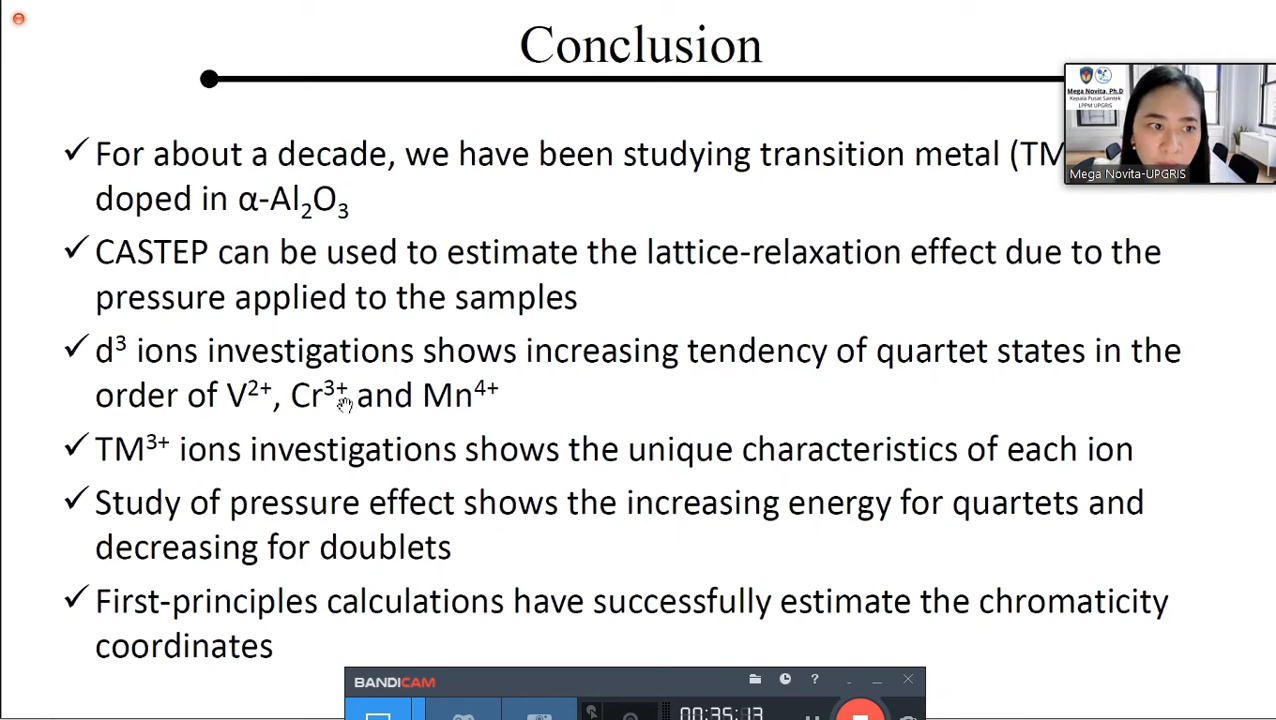 Conclusion
Mega Novita, Ph.D
Kepala Pusat Saintek
LPPM UPGRIS
Mega Novita-UPGRIS
✓ For about a decade, we have been studying transition metal (TM
doped in α-Al₂O₃
✓ CASTEP can be used to estimate the lattice-relaxation effect due to the
pressure applied to the samples
✓ d³ ions investigations shows increasing tendency of quartet states in the
order of V²⁺, Cr³⁺ and Mn⁴⁺
✓ TM³⁺ ions investigations shows the unique characteristics of each ion
✓ Study of pressure effect shows the increasing energy for quartets and
decreasing for doublets
✓ First-principles calculations have successfully estimate the chromaticity
coordinates
BANDICAM
?
00:35:13